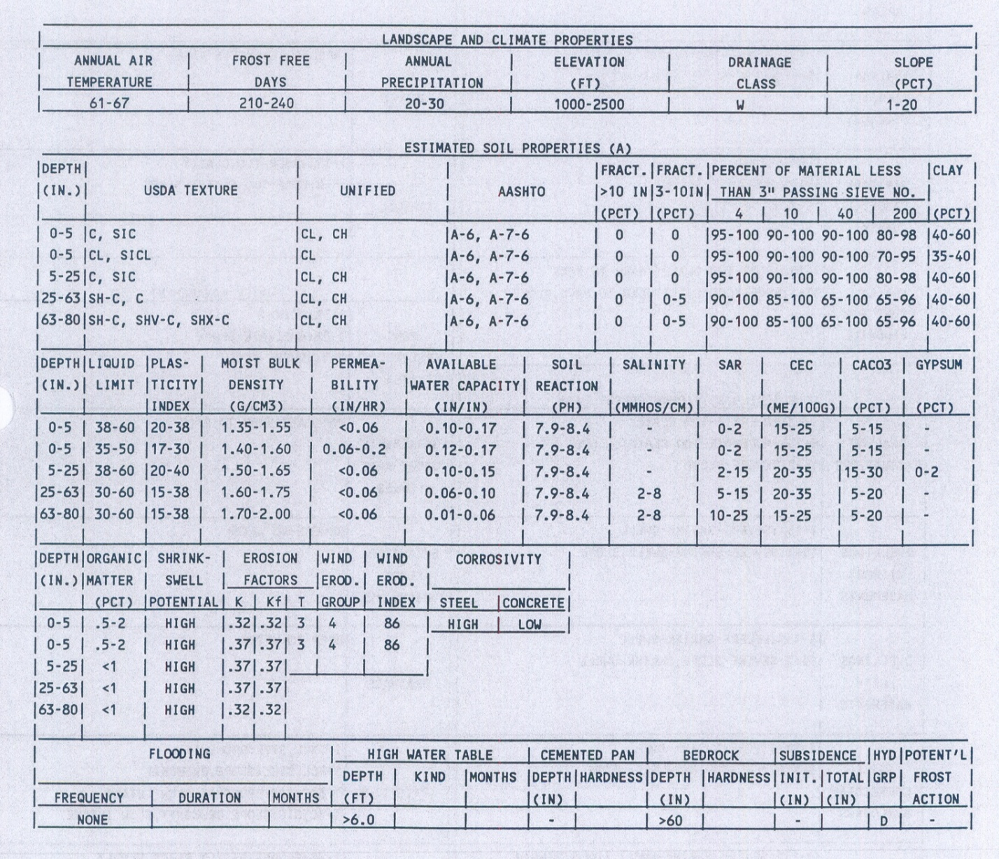 LANDSCAPE AND CLIMATE PROPERTIES
ANNUAL AIR FROST FREE ANNUAL ELEVATION DRAINAGE SLOPE
TEMPERATURE DAYS PRECIPITATION (FT) CLASS (PCT)
61-67 210-240 20-30 1000-2500 W 1-20
ESTIMATED SOIL PROPERTIES (A)
DEPTH FRACT. FRACT. PERCENT OF MATERIAL LESS CLAY
(IN.) USDA TEXTURE UNIFIED AASHTO >10 IN 3-10IN THAN 3" PASSING SIEVE NO.
(PCT) (PCT) 4 10 40 200 (PCT)
0-5 C, SIC CL, CH A-6, A-7-6 0 0 95-100 90-100 90-100 80-98 40-60
0-5 CL, SICL CL A-6, A-7-6 0 0 95-100 90-100 90-100 70-95 35-40
5-25 C, SIC CL, CH A-6, A-7-6 0 0 95-100 90-100 90-100 80-98 40-60
25-63 SH-C, C CL, CH A-6, A-7-6 0 0-5 90-100 85-100 65-100 65-96 40-60
63-80 SH-C, SHV-C, SHX-C CL, CH A-6, A-7-6 0 0-5 90-100 85-100 65-100 65-96 40-60
DEPTH LIQUID PLAS- MOIST BULK PERMEA- AVAILABLE SOIL SALINITY SAR CEC CACO3 GYPSUM
(IN.) LIMIT TICITY DENSITY BILITY WATER CAPACITY REACTION
INDEX (G/CM3) (IN/HR) (IN/IN) (PH) (MMHOS/CM) (ME/100G) (PCT) (PCT)
0-5 38-60 20-38 1.35-1.55 <0.06 0.10-0.17 7.9-8.4 - 0-2 15-25 5-15 -
0-5 35-50 17-30 1.40-1.60 0.06-0.2 0.12-0.17 7.9-8.4 - 0-2 15-25 5-15 -
5-25 38-60 20-40 1.50-1.65 <0.06 0.10-0.15 7.9-8.4 - 2-15 20-35 15-30 0-2
25-63 30-60 15-38 1.60-1.75 <0.06 0.06-0.10 7.9-8.4 2-8 5-15 20-35 5-20 -
63-80 30-60 15-38 1.70-2.00 <0.06 0.01-0.06 7.9-8.4 2-8 10-25 15-25 5-20 -
DEPTH ORGANIC SHRINK- EROSION WIND WIND CORROSIVITY
(IN.) MATTER SWELL FACTORS EROD. EROD.
(PCT) POTENTIAL K Kf T GROUP INDEX STEEL CONCRETE
0-5 .5-2 HIGH .32 .32 3 4 86 HIGH LOW
0-5 .5-2 HIGH .37 .37 3 4 86
5-25 <1 HIGH .37 .37
25-63 <1 HIGH .37 .37
63-80 <1 HIGH .32 .32
FLOODING HIGH WATER TABLE CEMENTED PAN BEDROCK SUBSIDENCE HYD POTENT'L
DEPTH KIND MONTHS DEPTH HARDNESS DEPTH HARDNESS INIT. TOTAL GRP FROST
FREQUENCY DURATION MONTHS (FT) (IN) (IN) (IN) (IN) ACTION
NONE >6.0 - >60 - D -